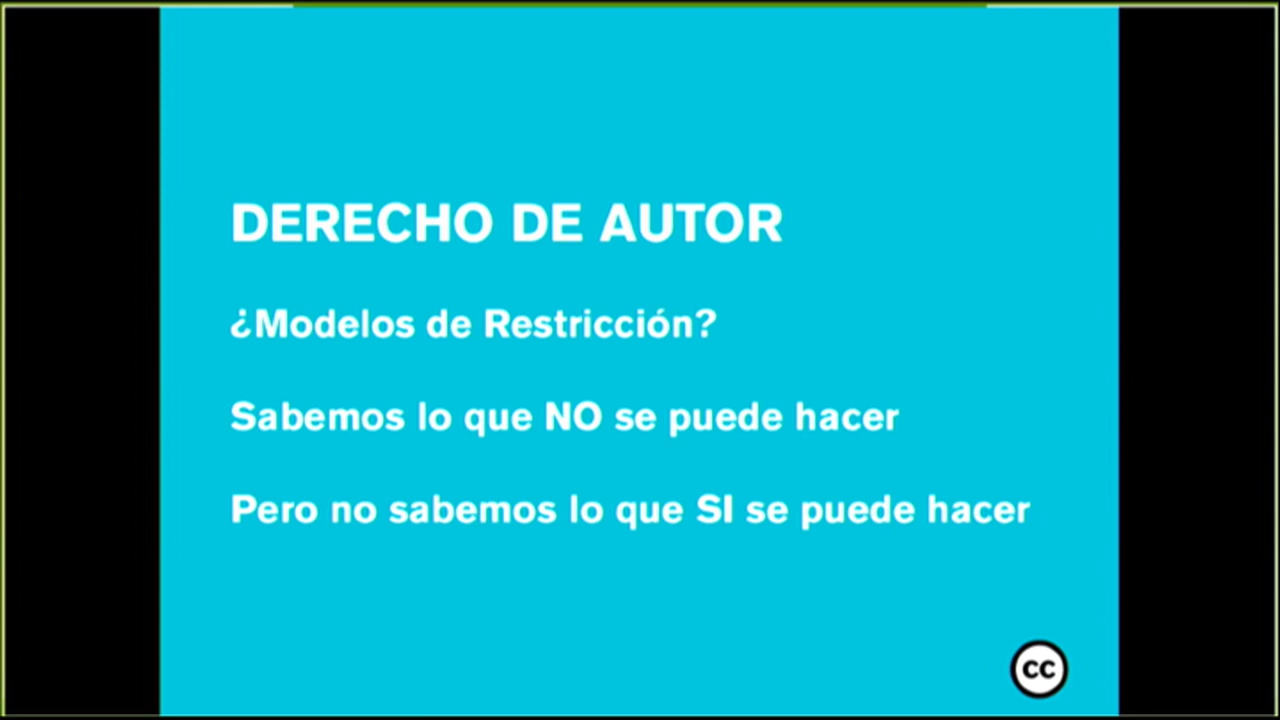 DERECHO DE AUTOR
¿Modelos de Restricción?
Sabemos lo que NO se puede hacer
Pero no sabemos lo que SI se puede hacer
cc